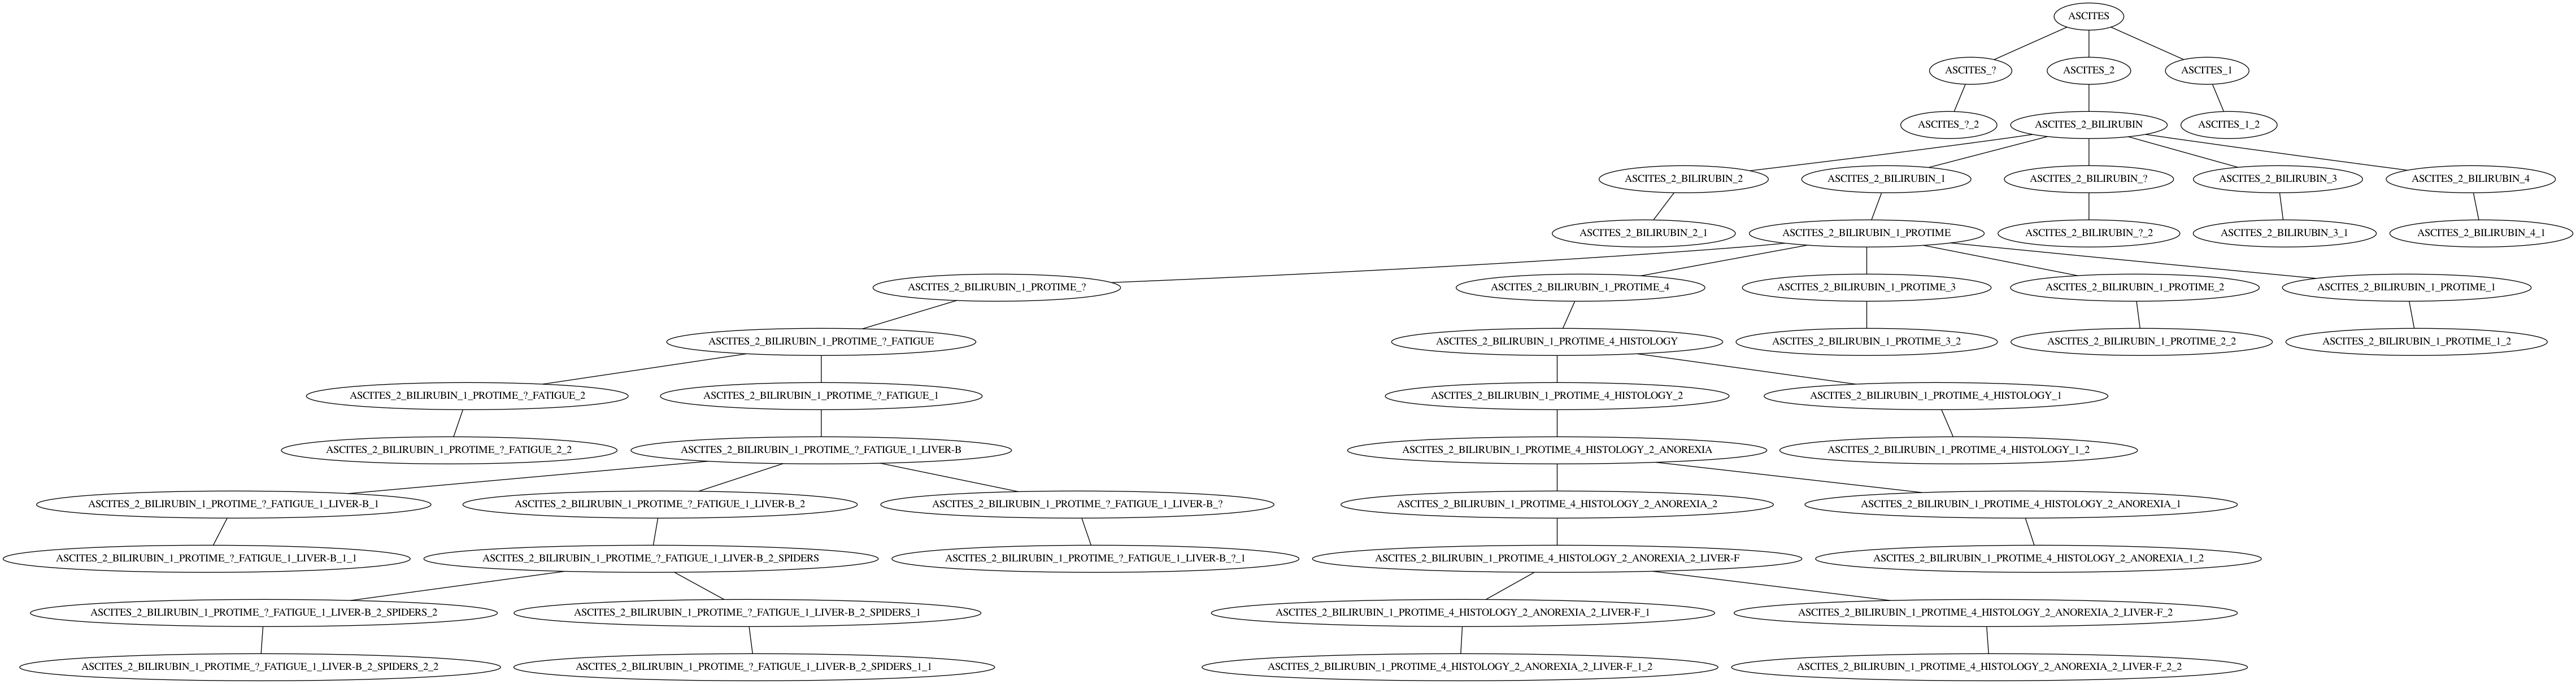 ASCITES
ASCITES_?
ASCITES_2
ASCITES_1
ASCITES_?_2
ASCITES_2_BILIRUBIN
ASCITES_1_2
ASCITES_2_BILIRUBIN_2
ASCITES_2_BILIRUBIN_1
ASCITES_2_BILIRUBIN_?
ASCITES_2_BILIRUBIN_3
ASCITES_2_BILIRUBIN_4
ASCITES_2_BILIRUBIN_2_1
ASCITES_2_BILIRUBIN_1_PROTIME
ASCITES_2_BILIRUBIN_?_2
ASCITES_2_BILIRUBIN_3_1
ASCITES_2_BILIRUBIN_4_1
ASCITES_2_BILIRUBIN_1_PROTIME_?
ASCITES_2_BILIRUBIN_1_PROTIME_4
ASCITES_2_BILIRUBIN_1_PROTIME_3
ASCITES_2_BILIRUBIN_1_PROTIME_2
ASCITES_2_BILIRUBIN_1_PROTIME_1
ASCITES_2_BILIRUBIN_1_PROTIME_?_FATIGUE
ASCITES_2_BILIRUBIN_1_PROTIME_4_HISTOLOGY
ASCITES_2_BILIRUBIN_1_PROTIME_3_2
ASCITES_2_BILIRUBIN_1_PROTIME_2_2
ASCITES_2_BILIRUBIN_1_PROTIME_1_2
ASCITES_2_BILIRUBIN_1_PROTIME_?_FATIGUE_2
ASCITES_2_BILIRUBIN_1_PROTIME_?_FATIGUE_1
ASCITES_2_BILIRUBIN_1_PROTIME_4_HISTOLOGY_2
ASCITES_2_BILIRUBIN_1_PROTIME_4_HISTOLOGY_1
ASCITES_2_BILIRUBIN_1_PROTIME_?_FATIGUE_2_2
ASCITES_2_BILIRUBIN_1_PROTIME_?_FATIGUE_1_LIVER-B
ASCITES_2_BILIRUBIN_1_PROTIME_4_HISTOLOGY_2_ANOREXIA
ASCITES_2_BILIRUBIN_1_PROTIME_4_HISTOLOGY_1_2
ASCITES_2_BILIRUBIN_1_PROTIME_?_FATIGUE_1_LIVER-B_1
ASCITES_2_BILIRUBIN_1_PROTIME_?_FATIGUE_1_LIVER-B_2
ASCITES_2_BILIRUBIN_1_PROTIME_?_FATIGUE_1_LIVER-B_?
ASCITES_2_BILIRUBIN_1_PROTIME_4_HISTOLOGY_2_ANOREXIA_2
ASCITES_2_BILIRUBIN_1_PROTIME_4_HISTOLOGY_2_ANOREXIA_1
ASCITES_2_BILIRUBIN_1_PROTIME_?_FATIGUE_1_LIVER-B_1_1
ASCITES_2_BILIRUBIN_1_PROTIME_?_FATIGUE_1_LIVER-B_2_SPIDERS
ASCITES_2_BILIRUBIN_1_PROTIME_?_FATIGUE_1_LIVER-B_?_1
ASCITES_2_BILIRUBIN_1_PROTIME_4_HISTOLOGY_2_ANOREXIA_2_LIVER-F
ASCITES_2_BILIRUBIN_1_PROTIME_4_HISTOLOGY_2_ANOREXIA_1_2
ASCITES_2_BILIRUBIN_1_PROTIME_?_FATIGUE_1_LIVER-B_2_SPIDERS_2
ASCITES_2_BILIRUBIN_1_PROTIME_?_FATIGUE_1_LIVER-B_2_SPIDERS_1
ASCITES_2_BILIRUBIN_1_PROTIME_4_HISTOLOGY_2_ANOREXIA_2_LIVER-F_1
ASCITES_2_BILIRUBIN_1_PROTIME_4_HISTOLOGY_2_ANOREXIA_2_LIVER-F_2
ASCITES_2_BILIRUBIN_1_PROTIME_?_FATIGUE_1_LIVER-B_2_SPIDERS_2_2
ASCITES_2_BILIRUBIN_1_PROTIME_?_FATIGUE_1_LIVER-B_2_SPIDERS_1_1
ASCITES_2_BILIRUBIN_1_PROTIME_4_HISTOLOGY_2_ANOREXIA_2_LIVER-F_1_2
ASCITES_2_BILIRUBIN_1_PROTIME_4_HISTOLOGY_2_ANOREXIA_2_LIVER-F_2_2